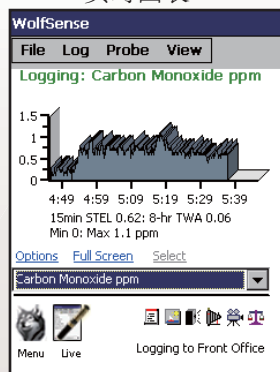 WolfSense
File Log Probe View
Logging: Carbon Monoxide ppm
1.5
1
0.5
0
4:49 4:59 5:09 5:19 5:29 5:39
15min STEL 0.62: 8-hr TWA 0.06
Min 0: Max 1.1 ppm
Options Full Screen Select
Carbon Monoxide ppm
Menu Live Logging to Front Office